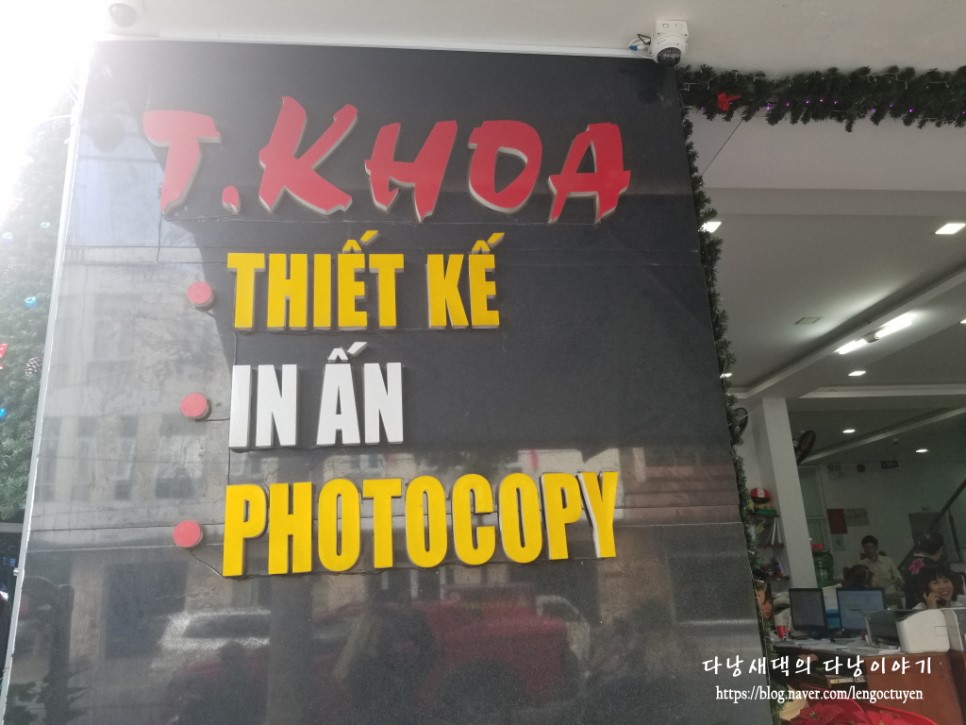 T.KHOA
THIẾT KẾ
IN ẤN
PHOTOCOPY
다낭새댁의 다낭이야기
https://blog.naver.com/lengoctuyen